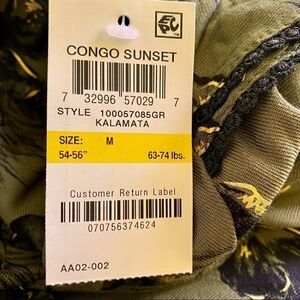 EPC
CONGO SUNSET
7 32996 57029 7
STYLE 100057085GR
KALAMATA
SIZE: M
54-56" 63-74 lbs.
Customer Return Label
070756374624
AA02-002